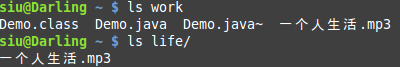 siu@Darling ~ $ ls work
Demo.class  Demo.java  Demo.java~  一个人生活.mp3
siu@Darling ~ $ ls life/
一个人生活.mp3